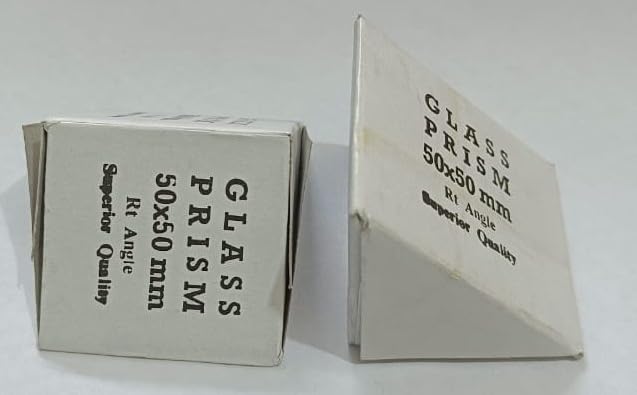 GLASS
PRISM
50x50 mm
Rt Angle
Superior Quality
GLASS
PRISM
50x50 mm
Rt Angle
Superior Quality